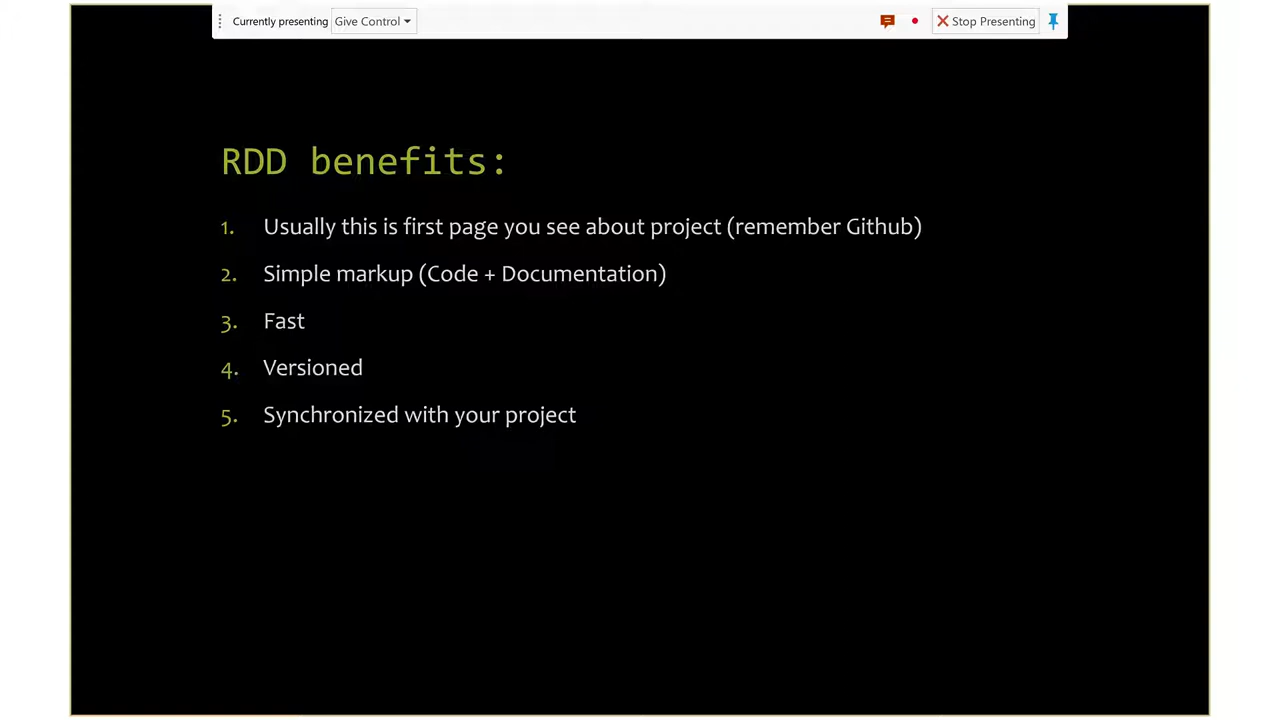 Currently presenting Give Control Stop Presenting
RDD benefits:
1. Usually this is first page you see about project (remember Github)
2. Simple markup (Code + Documentation)
3. Fast
4. Versioned
5. Synchronized with your project